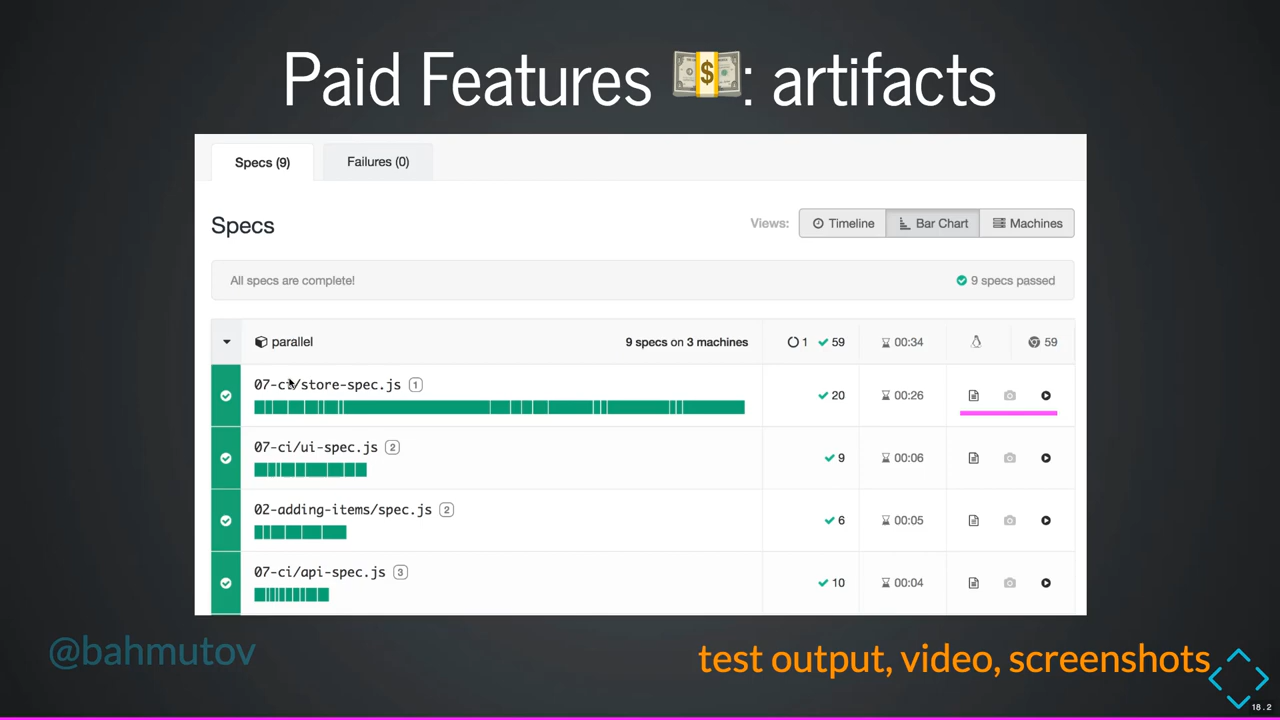 Paid Features 💵: artifacts
Specs (9) Failures (0)
Specs Views: Timeline Bar Chart Machines
All specs are complete! 9 specs passed
parallel 9 specs on 3 machines 1 59 00:34 59
07-ci/store-spec.js 1 20 00:26
07-ci/ui-spec.js 2 9 00:06
02-adding-items/spec.js 2 6 00:05
07-ci/api-spec.js 3 10 00:04
@bahmutov test output, video, screenshots
18.2